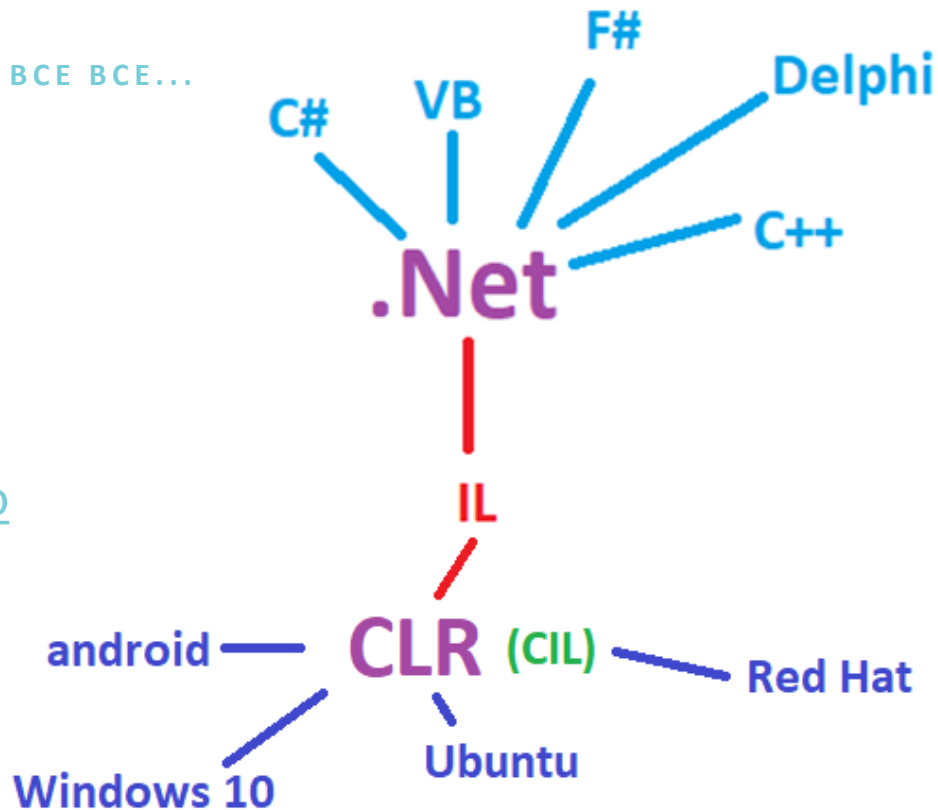 F#
ВСЕ ВСЕ...
Delphi
VB
C#
C++
.Net
IL
CLR (CIL)
android
Red Hat
Ubuntu
Windows 10